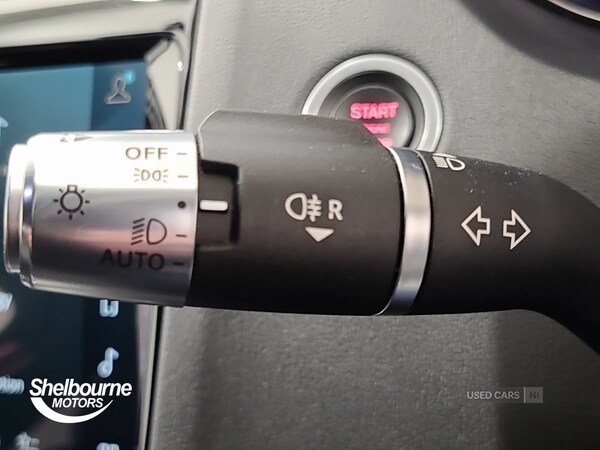 START
OFF
R
AUTO
Shelbourne
MOTORS
USED CARS NI